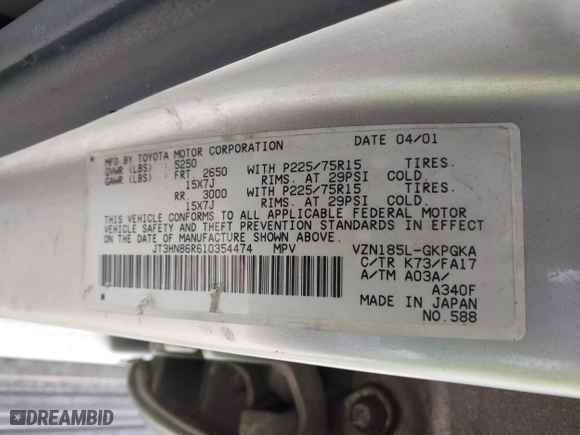 MFD BY TOYOTA MOTOR CORPORATION DATE 04/01
GVWR (LBS) : 5250
GAWR (LBS) : FRT. 2650 WITH P225/75R15 TIRES.
15X7J RIMS. AT 29PSI COLD.
RR. 3000 WITH P225/75R15 TIRES.
15X7J RIMS. AT 29PSI COLD.
THIS VEHICLE CONFORMS TO ALL APPLICABLE FEDERAL MOTOR
VEHICLE SAFETY AND BUMPER STANDARDS IN EFFECT
ON THE DATE OF MANUFACTURE SHOWN ABOVE.
JT3HN86R610354474 MPV VZN185L-GKPGKA
C/TR K73/FA17
A/TM A03A/
A340F
MADE IN JAPAN
NO.588
DREAMBID